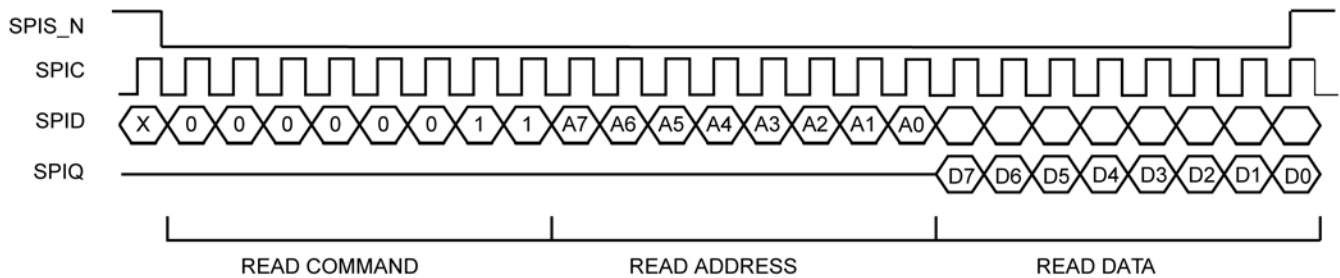 SPIS_N
SPIC
SPID X 0 0 0 0 0 0 1 1 A7 A6 A5 A4 A3 A2 A1 A0
SPIQ D7 D6 D5 D4 D3 D2 D1 D0
READ COMMAND READ ADDRESS READ DATA